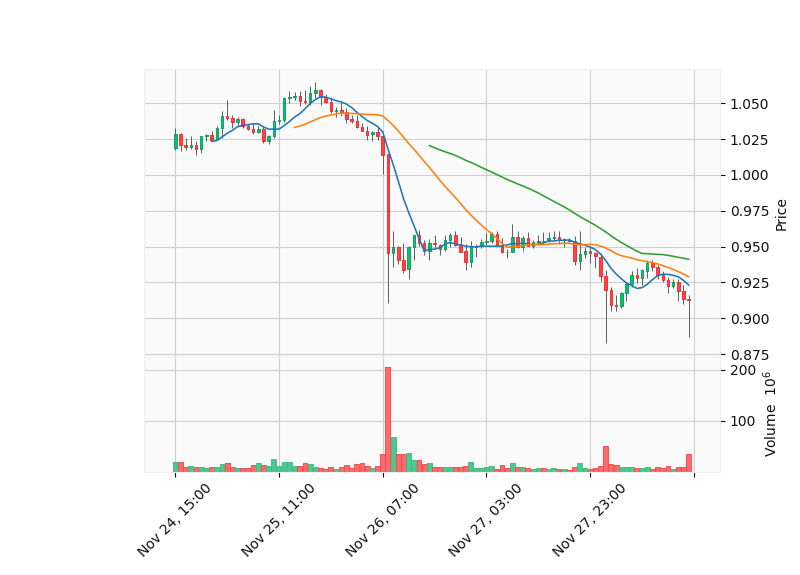 1.050
1.025
1.000
0.975
0.950
0.925
0.900
0.875
Price
200
100
Volume 10⁶
Nov 24, 15:00
Nov 25, 11:00
Nov 26, 07:00
Nov 27, 03:00
Nov 27, 23:00